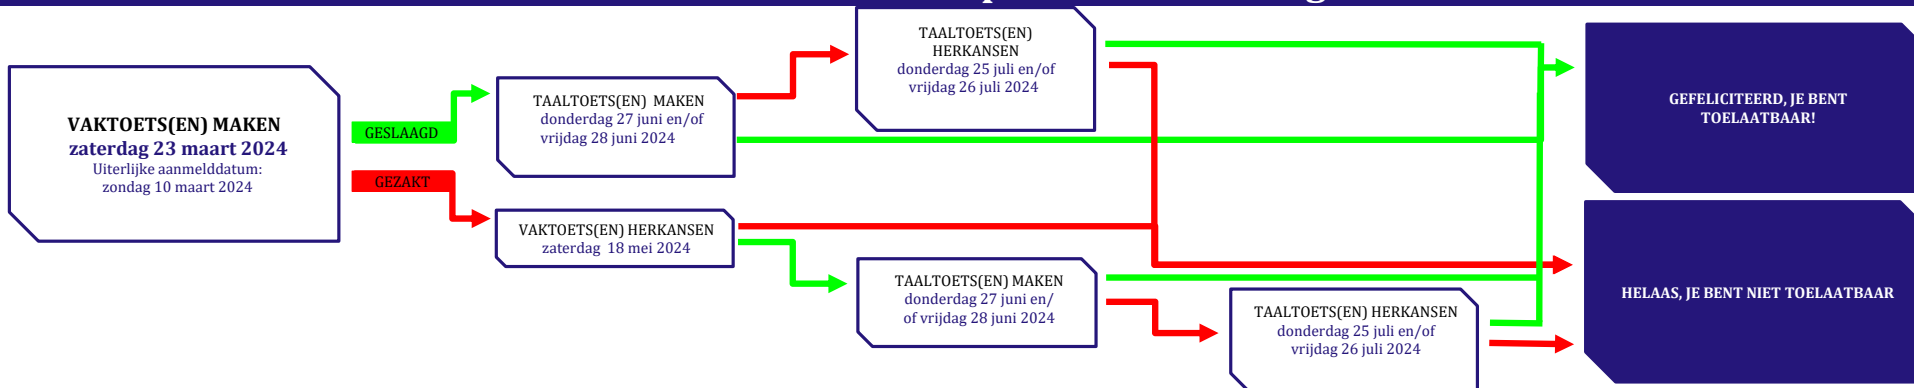 VAKTOETS(EN) MAKEN
zaterdag 23 maart 2024
Uiterlijke aanmelddatum:
zondag 10 maart 2024
GESLAAGD
GEZAKT
TAALTOETS(EN) MAKEN
donderdag 27 juni en/of
vrijdag 28 juni 2024
VAKTOETS(EN) HERKANSEN
zaterdag 18 mei 2024
TAALTOETS(EN)
HERKANSEN
donderdag 25 juli en/of
vrijdag 26 juli 2024
TAALTOETS(EN) MAKEN
donderdag 27 juni en/
of vrijdag 28 juni 2024
TAALTOETS(EN) HERKANSEN
donderdag 25 juli en/of
vrijdag 26 juli 2024
GEFELICITEERD, JE BENT
TOELAATBAAR!
HELAAS, JE BENT NIET TOELAATBAAR